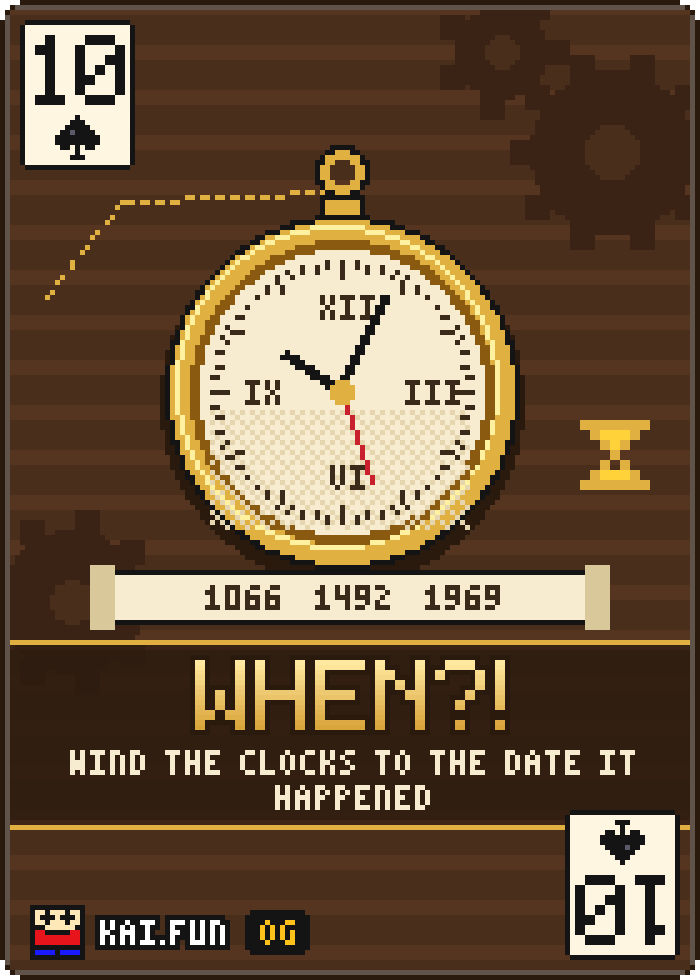 10
XII
IX III
VI
1066 1492 1969
WHEN?!
WIND THE CLOCKS TO THE DATE IT
HAPPENED
10
KAI.FUN OG